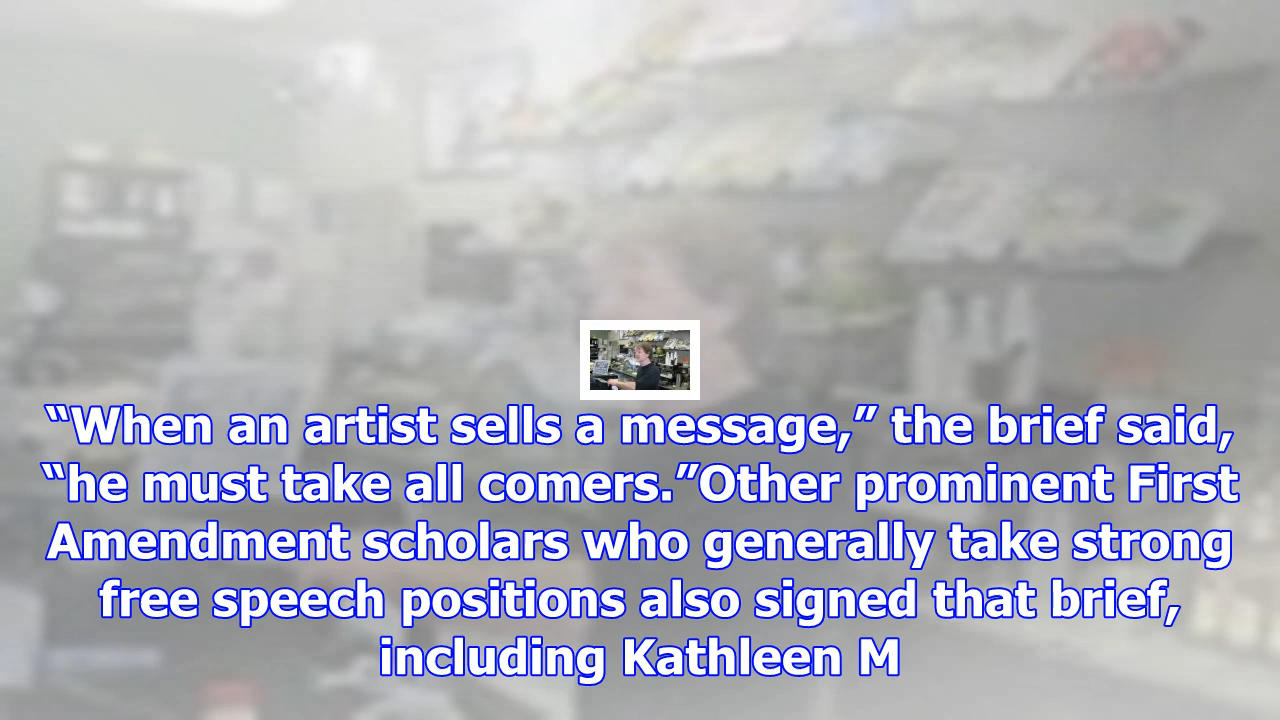 “When an artist sells a message,” the brief said,
“he must take all comers.”Other prominent First
Amendment scholars who generally take strong
free speech positions also signed that brief,
including Kathleen M